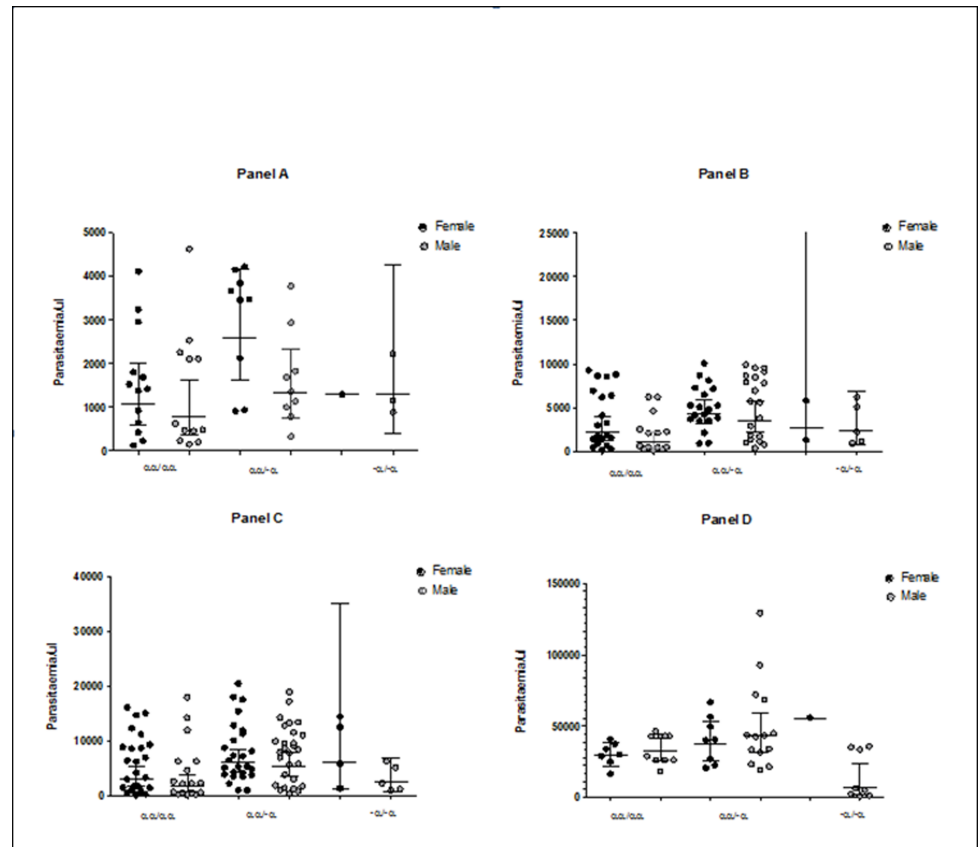 Panel A
Female
Male
Parasitaemia/ul
5000
4000
3000
2000
1000
0
αα/αα
αα/-α
-α/-α
Panel B
Female
Male
Parasitaemia/ul
25000
20000
15000
10000
5000
0
αα/αα
αα/-α
-α/-α
Panel C
Female
Male
Parasitaemia/ul
40000
30000
20000
10000
0
αα/αα
αα/-α
-α/-α
Panel D
Female
Male
Parasitaemia/ul
150000
100000
50000
0
αα/αα
αα/-α
-α/-α